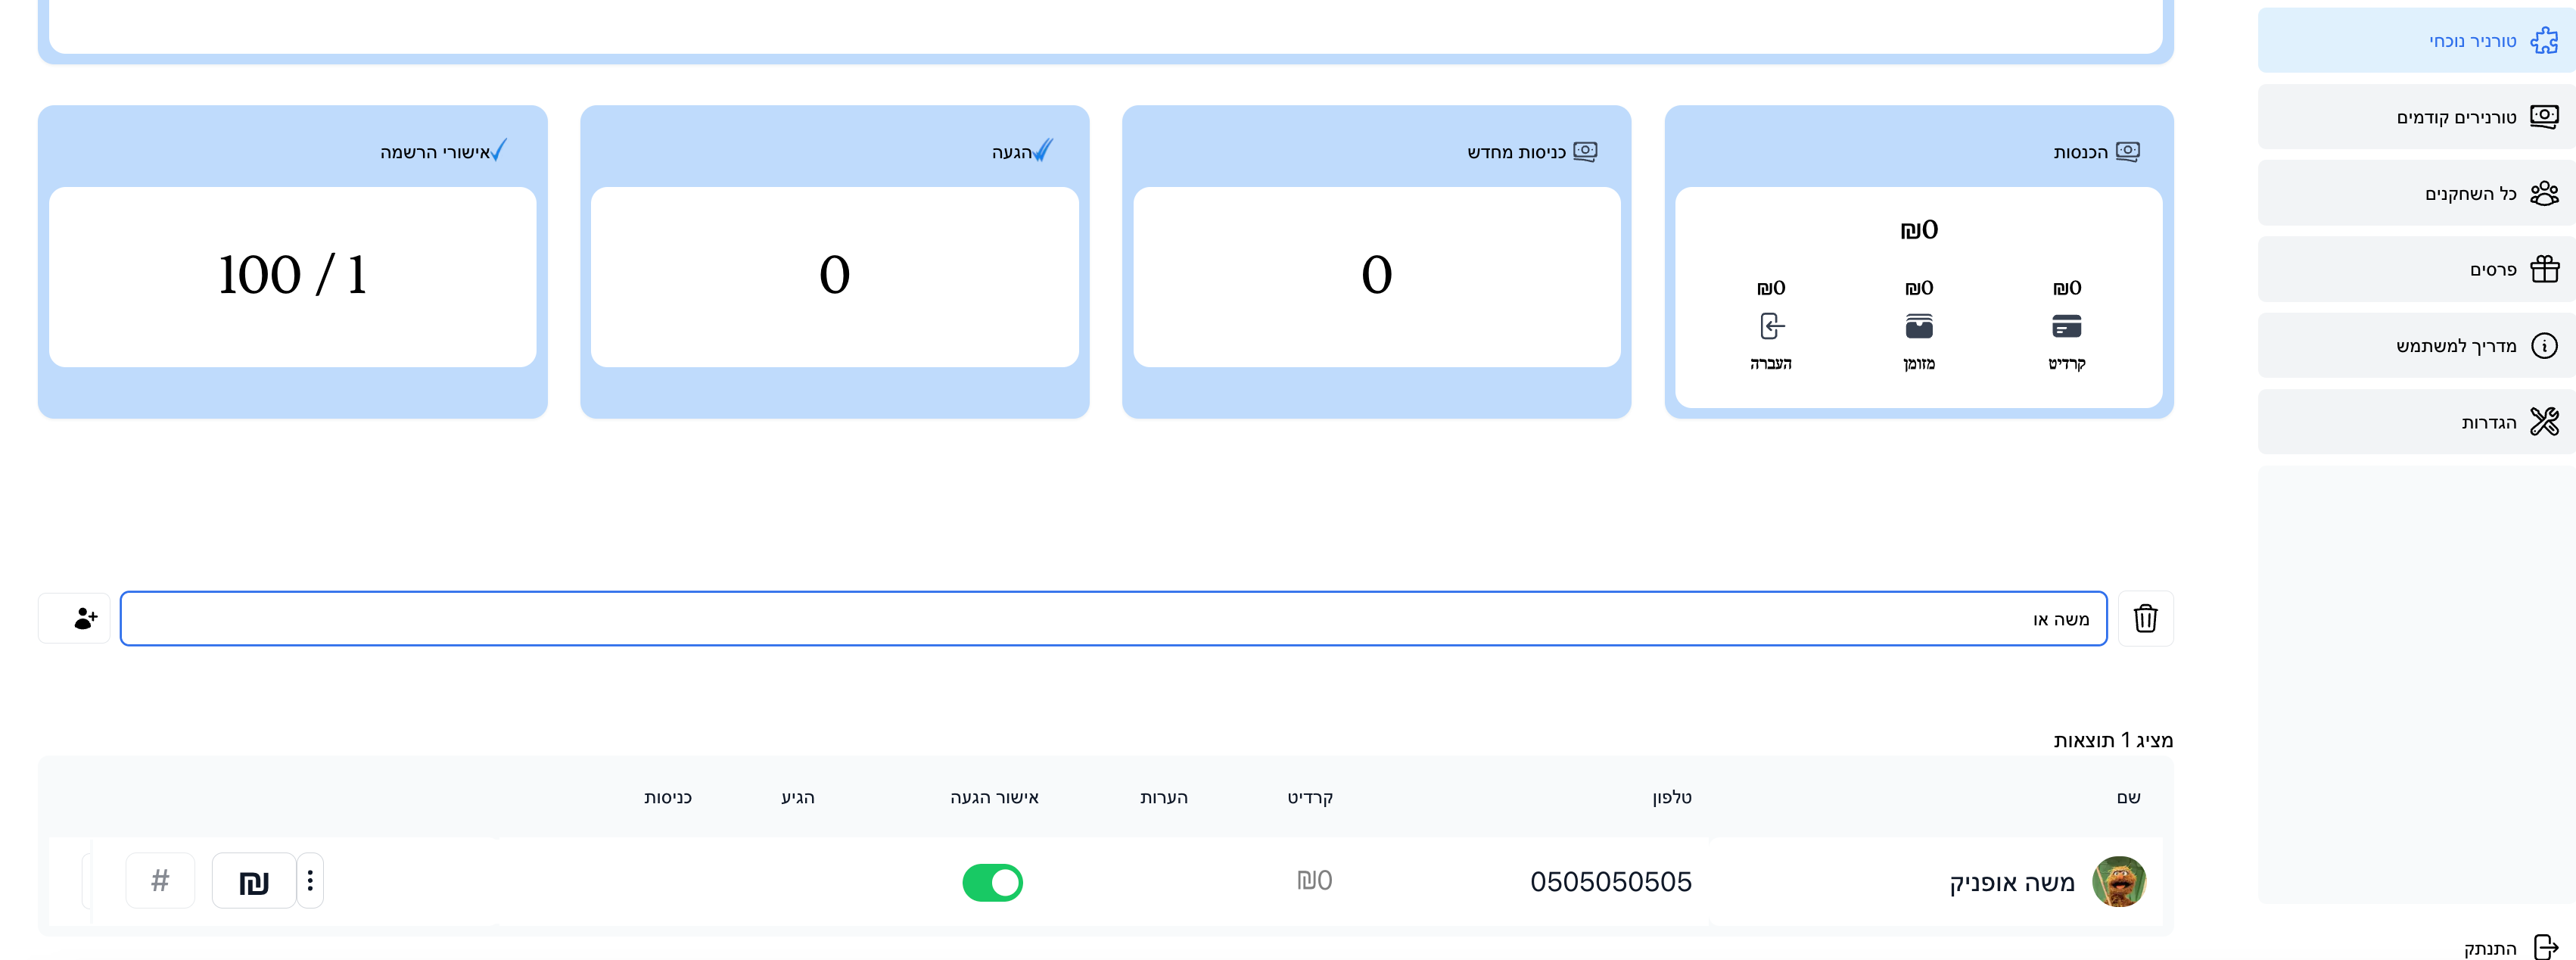 טורניר נוכחי
טורנירים קודמים
כל השחקנים
פרסים
מדריך למשתמש
הגדרות
התנתק
הכנסות
₪0
₪0
קרדיט
₪0
מזומן
₪0
העברה
כניסות מחדש
0
הגעה
0
אישורי הרשמה
100 / 1
משה או
מציג 1 תוצאות
שם טלפון קרדיט הערות אישור הגעה הגיע כניסות
משה אופניק 0505050505 ₪0 ₪ #